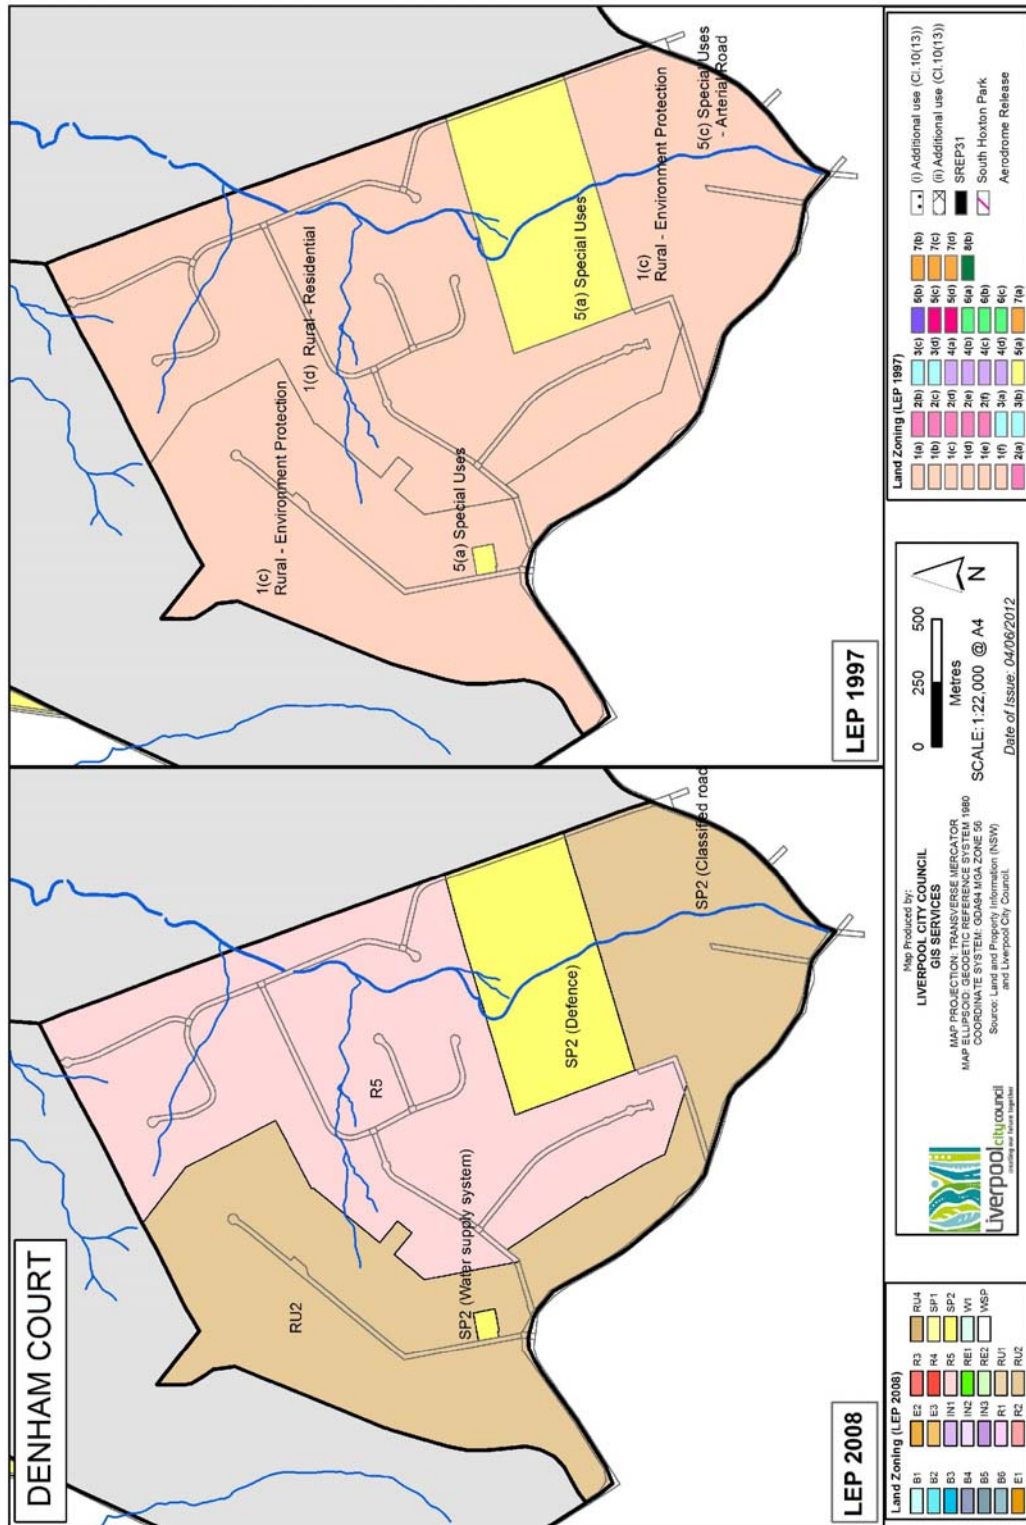 DENHAM COURT
RU2
R5
SP2 (Water supply system)
SP2 (Defence)
SP2 (Classified road
LEP 2008
1(c)
Rural - Environment Protection
1(d) Rural - Residential
5(a) Special Uses
5(a) Special Uses
1(c)
Rural - Environment Protection
5(c) Special Uses
- Arterial Road
LEP 1997
Land Zoning (LEP 2008)
B1 E2 R3 RU4
B2 E3 R4 SP1
B3 IN1 R5 SP2
B4 IN2 RE1 W1
B5 IN3 RE2 WSP
B6 R1 RU1
E1 R2 RU2
Liverpool city council
creating our future together
Map Produced by:
LIVERPOOL CITY COUNCIL
GIS SERVICES
MAP PROJECTION: TRANSVERSE MERCATOR
MAP ELLIPSOID: GEODETIC REFERENCE SYSTEM 1980
COORDINATE SYSTEM: GDA94 MGA ZONE 56
Source: Land and Property Information (NSW)
and Liverpool City Council.
0 250 500
Metres
SCALE: 1:22,000 @ A4
Date of Issue: 04/06/2012
N
Land Zoning (LEP 1997)
1(a) 2(b) 3(c) 5(b) 7(b) (i) Additional use (Cl.10(13))
1(b) 2(c) 3(d) 5(c) 7(c) (ii) Additional use (Cl.10(13))
1(c) 2(d) 4(a) 5(d) 7(d) SREP31
1(d) 2(e) 4(b) 6(a) 8(b) South Hoxton Park
1(e) 2(f) 4(c) 6(b) Aerodrome Release
1(f) 3(a) 4(d) 6(c)
2(a) 3(b) 5(a) 7(a)